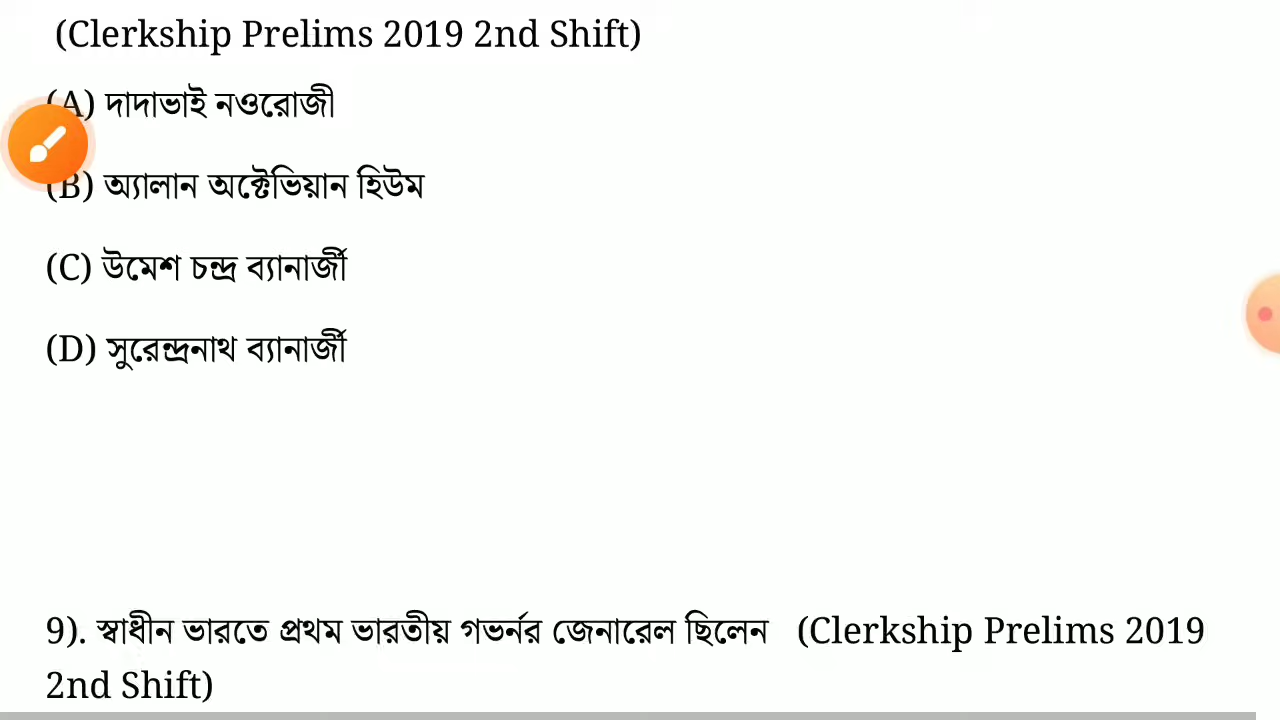 (Clerkship Prelims 2019 2nd Shift)
(A) দাদাভাই নওরোজী
(B) অ্যালান অক্টেভিয়ান হিউম
(C) উমেশ চন্দ্র ব্যানার্জী
(D) সুরেন্দ্রনাথ ব্যানার্জী
9). স্বাধীন ভারতে প্রথম ভারতীয় গভর্নর জেনারেল ছিলেন (Clerkship Prelims 2019
2nd Shift)